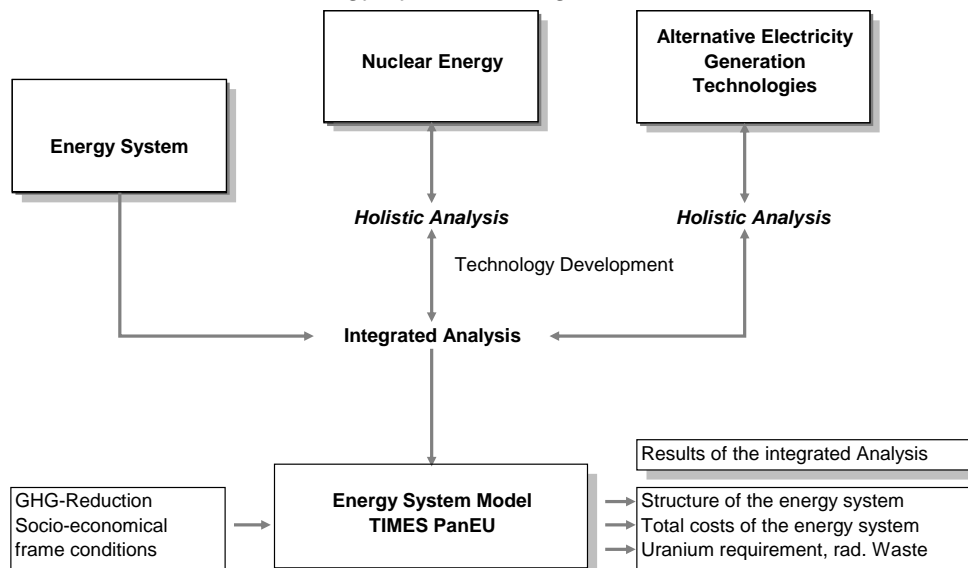 Nuclear Energy
Alternative Electricity
Generation
Technologies
Energy System
Holistic Analysis
Holistic Analysis
Technology Development
Integrated Analysis
Results of the integrated Analysis
GHG-Reduction
Socio-economical
frame conditions
Energy System Model
TIMES PanEU
Structure of the energy system
Total costs of the energy system
Uranium requirement, rad. Waste